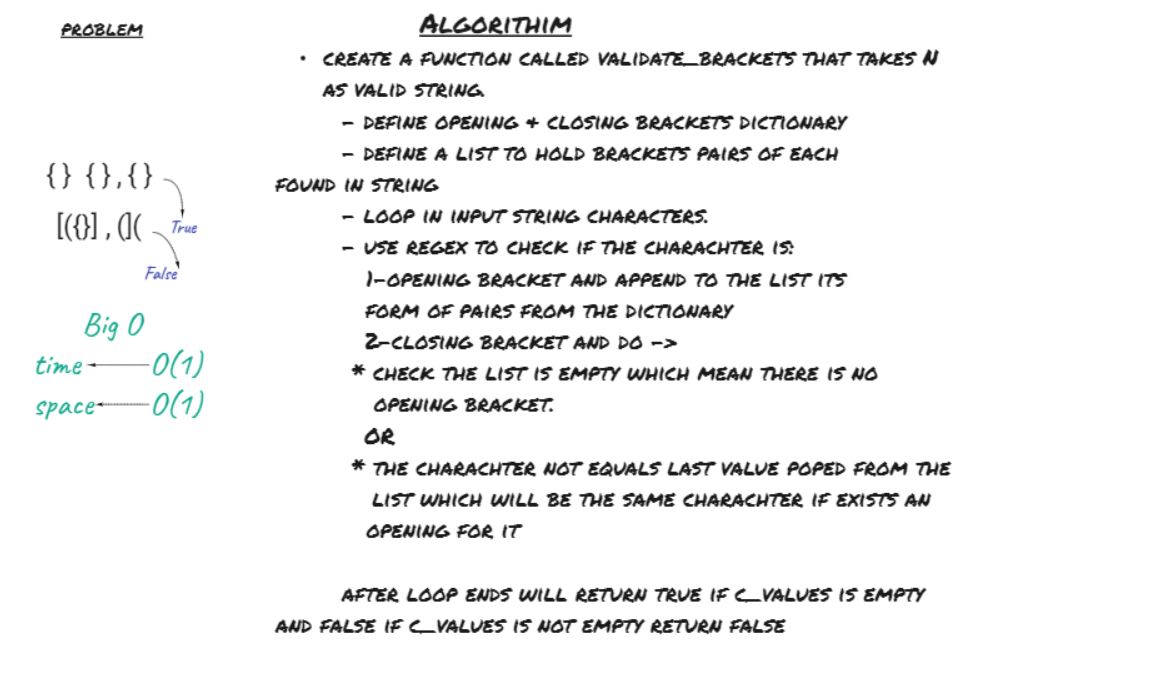 PROBLEM
{} {},{}
[({}] , (](
True
False
Big O
time O(1)
space O(1)
ALGORITHIM
• CREATE A FUNCTION CALLED VALIDATE_BRACKETS THAT TAKES N
AS VALID STRING.
- DEFINE OPENING + CLOSING BRACKETS DICTIONARY
- DEFINE A LIST TO HOLD BRACKETS PAIRS OF EACH
FOUND IN STRING
- LOOP IN INPUT STRING CHARACTERS.
- USE REGEX TO CHECK IF THE CHARACHTER IS:
1-OPENING BRACKET AND APPEND TO THE LIST ITS
FORM OF PAIRS FROM THE DICTIONARY
2-CLOSING BRACKET AND DO ->
* CHECK THE LIST IS EMPTY WHICH MEAN THERE IS NO
OPENING BRACKET.
OR
* THE CHARACHTER NOT EQUALS LAST VALUE POPED FROM THE
LIST WHICH WILL BE THE SAME CHARACHTER IF EXISTS AN
OPENING FOR IT
AFTER LOOP ENDS WILL RETURN TRUE IF C_VALUES IS EMPTY
AND FALSE IF C_VALUES IS NOT EMPTY RETURN FALSE